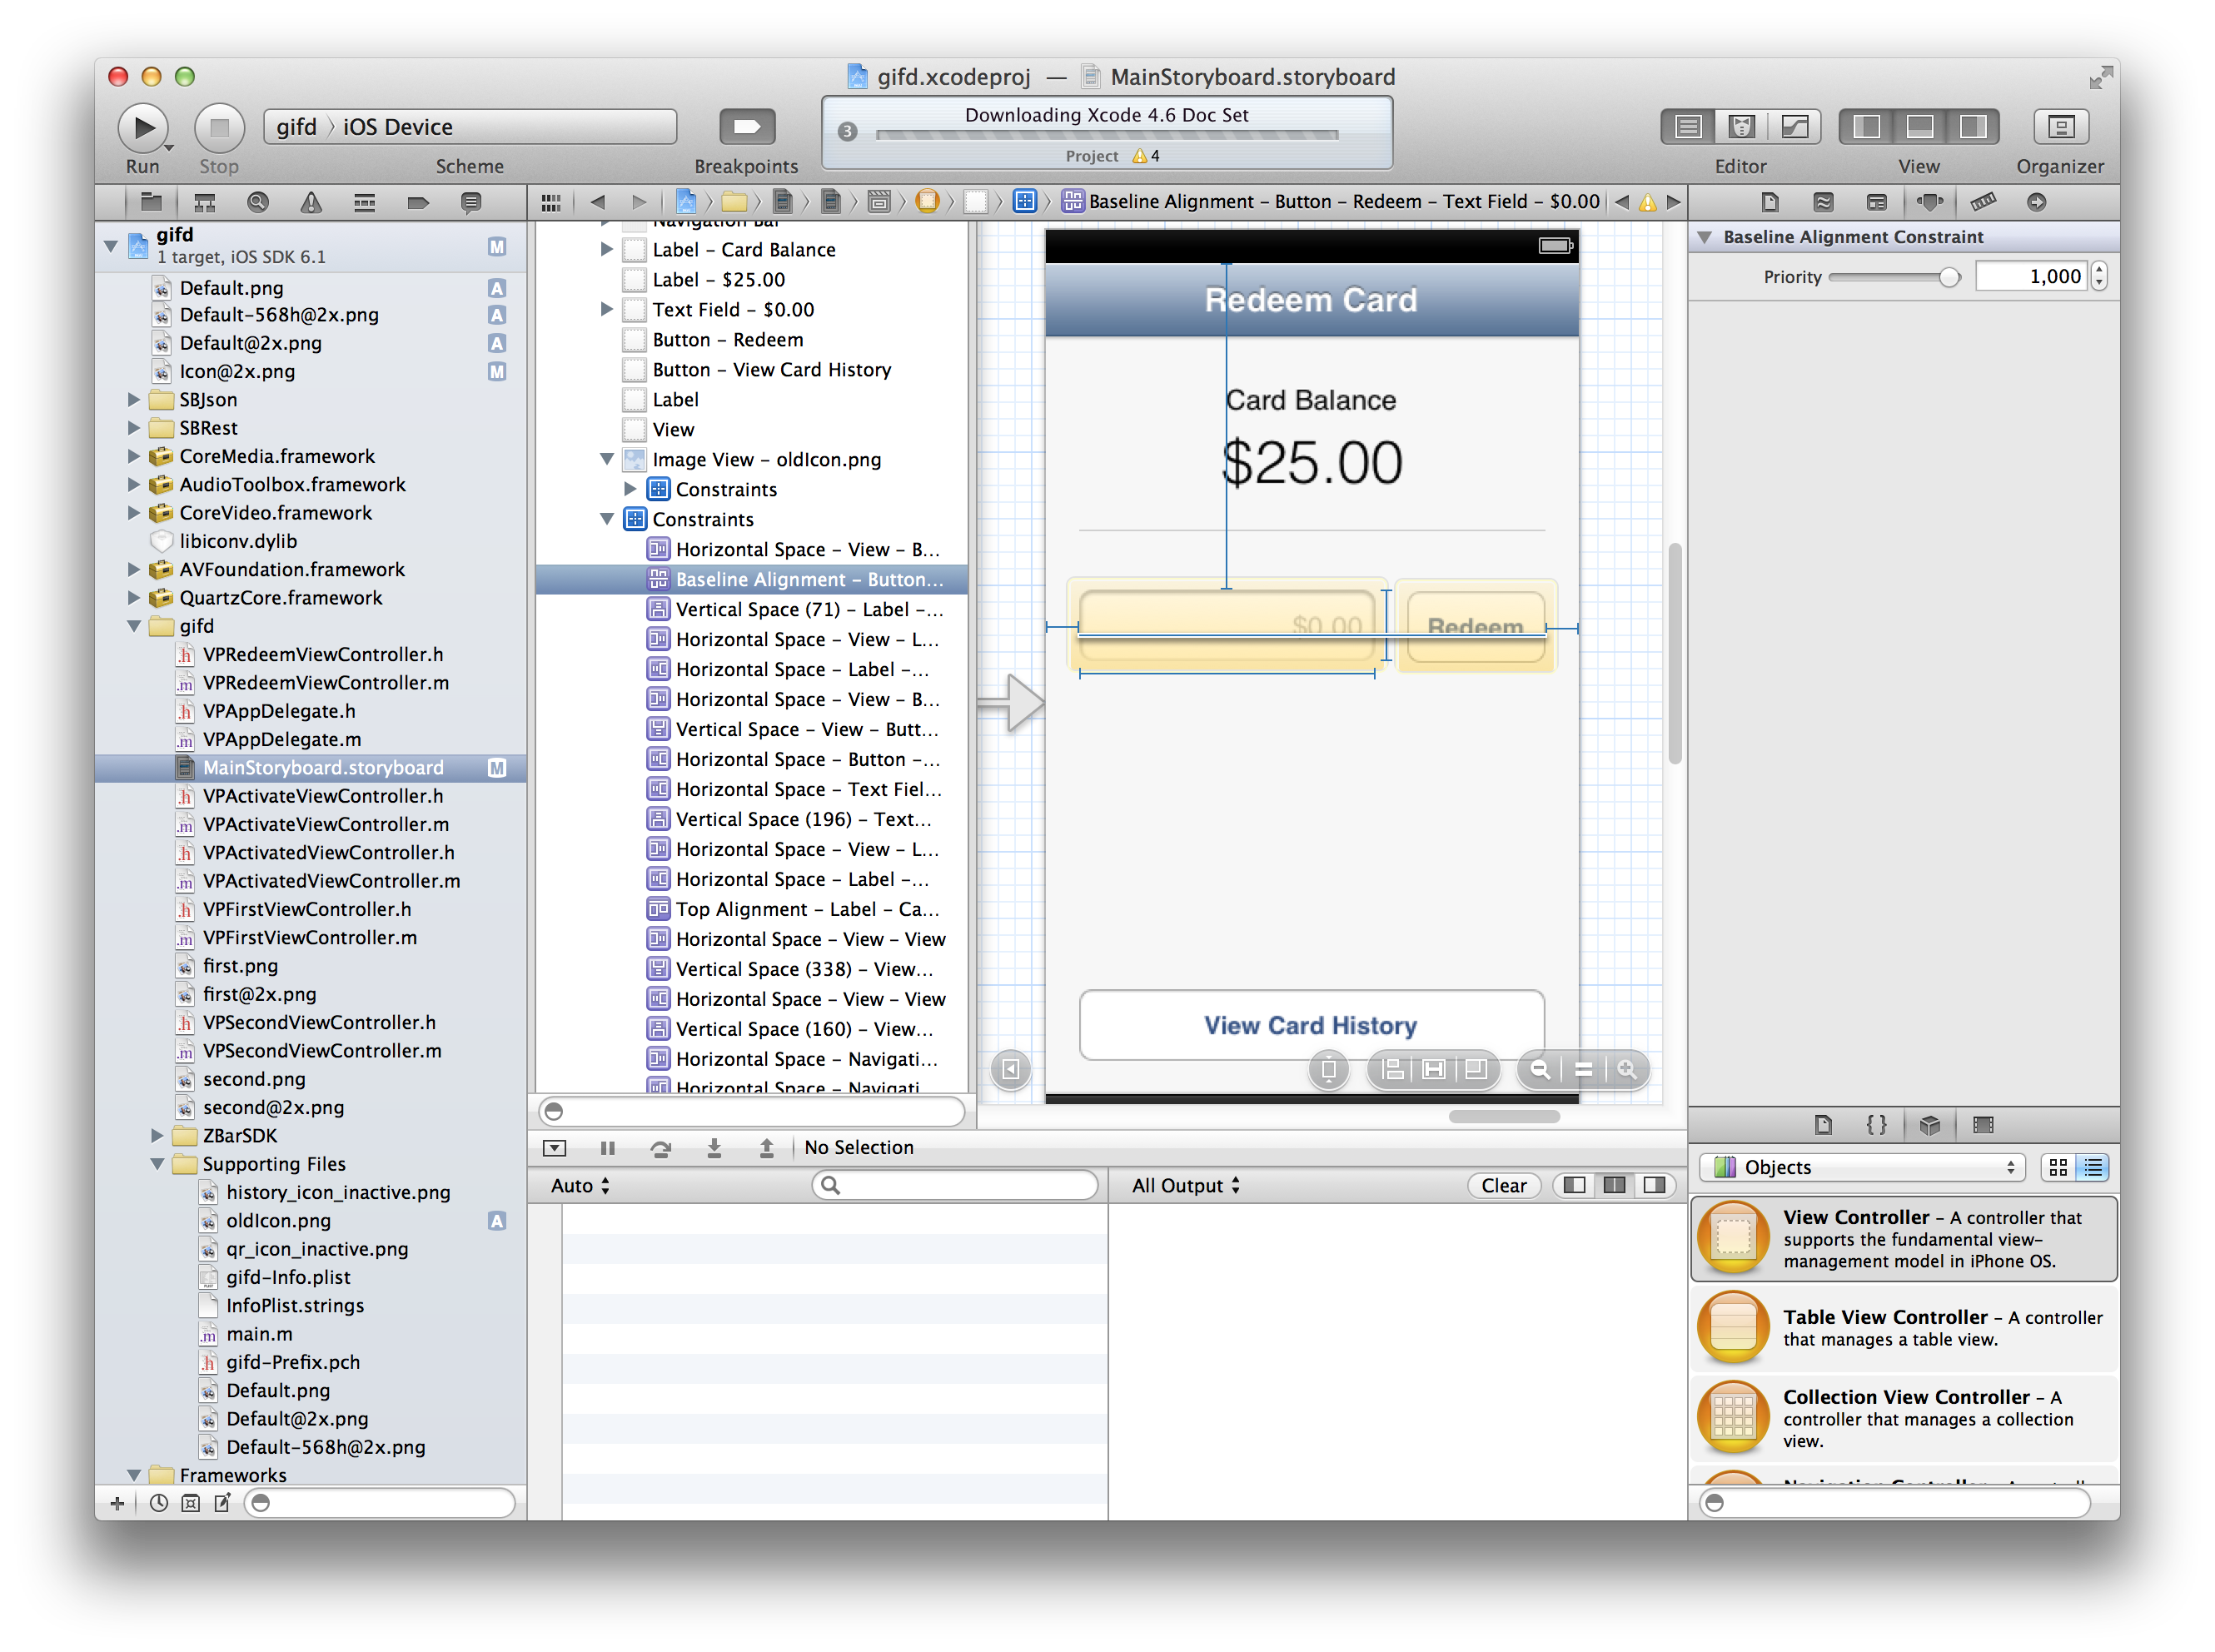 gifd.xcodeproj — MainStoryboard.storyboard
Run
Stop
gifd 〉 iOS Device
Scheme
Breakpoints
Downloading Xcode 4.6 Doc Set
3
Project 4
Editor
View
Organizer
Baseline Alignment – Button – Redeem – Text Field – $0.00
gifd
1 target, iOS SDK 6.1
M
Default.png A
Default-568h@2x.png A
Default@2x.png A
Icon@2x.png M
SBJson
SBRest
CoreMedia.framework
AudioToolbox.framework
CoreVideo.framework
libiconv.dylib
AVFoundation.framework
QuartzCore.framework
gifd
VPRedeemViewController.h
VPRedeemViewController.m
VPAppDelegate.h
VPAppDelegate.m
MainStoryboard.storyboard M
VPActivateViewController.h
VPActivateViewController.m
VPActivatedViewController.h
VPActivatedViewController.m
VPFirstViewController.h
VPFirstViewController.m
first.png
first@2x.png
VPSecondViewController.h
VPSecondViewController.m
second.png
second@2x.png
ZBarSDK
Supporting Files
history_icon_inactive.png
oldIcon.png A
qr_icon_inactive.png
gifd-Info.plist
InfoPlist.strings
main.m
gifd-Prefix.pch
Default.png
Default@2x.png
Default-568h@2x.png
Frameworks
Navigation Bar
Label – Card Balance
Label – $25.00
Text Field – $0.00
Button – Redeem
Button – View Card History
Label
View
Image View – oldIcon.png
Constraints
Constraints
Horizontal Space – View – B...
Baseline Alignment – Button...
Vertical Space (71) – Label –...
Horizontal Space – View – L...
Horizontal Space – Label –...
Horizontal Space – View – B...
Vertical Space – View – Butt...
Horizontal Space – Button –...
Horizontal Space – Text Fiel...
Vertical Space (196) – Text...
Horizontal Space – View – L...
Horizontal Space – Label –...
Top Alignment – Label – Ca...
Horizontal Space – View – View
Vertical Space (338) – View...
Horizontal Space – View – View
Vertical Space (160) – View...
Horizontal Space – Navigati...
Horizontal Space – Navigati...
Redeem Card
Card Balance
$25.00
$0.00
Redeem
View Card History
Baseline Alignment Constraint
Priority 1,000
No Selection
Auto
All Output
Clear
{ }
Objects
View Controller – A controller that
supports the fundamental view-
management model in iPhone OS.
Table View Controller – A controller
that manages a table view.
Collection View Controller – A
controller that manages a collection
view.